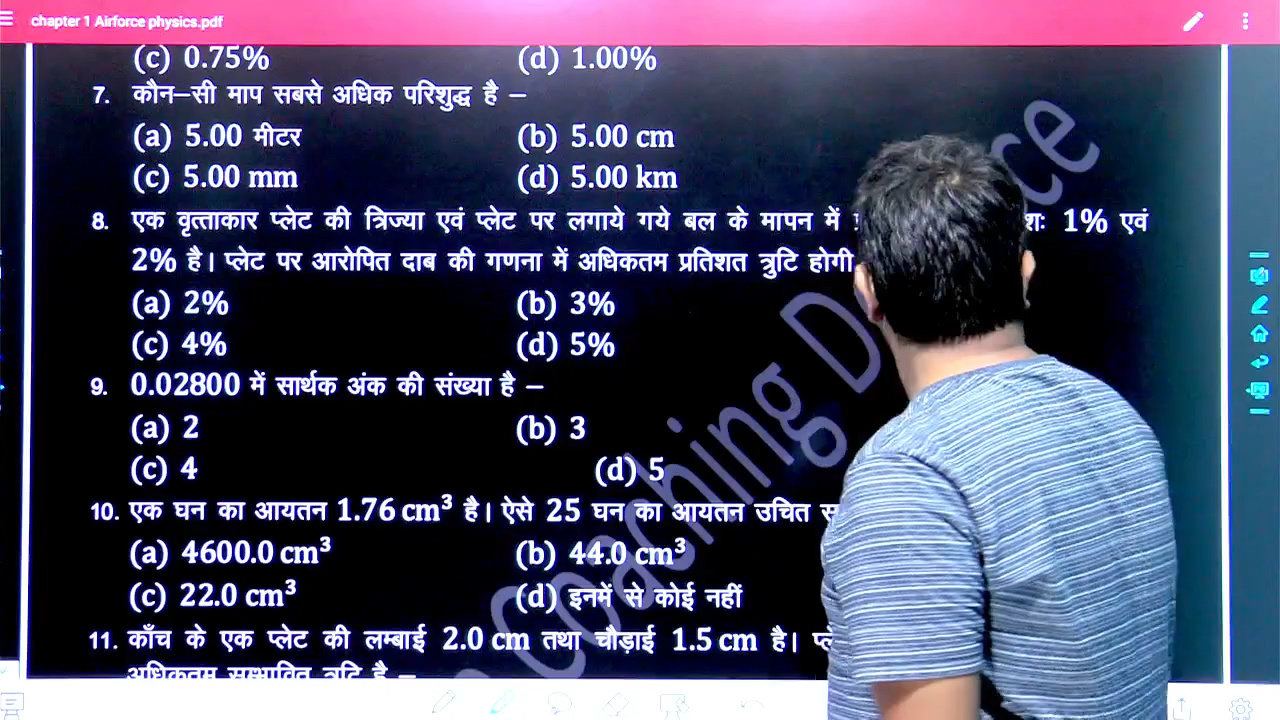 chapter 1 Airforce physics.pdf
(c) 0.75% (d) 1.00%
7. कौन–सी माप सबसे अधिक परिशुद्ध है –
(a) 5.00 मीटर (b) 5.00 cm
(c) 5.00 mm (d) 5.00 km
8. एक वृत्ताकार प्लेट की त्रिज्या एवं प्लेट पर लगाये गये बल के मापन में 1% एवं
2% है। प्लेट पर आरोपित दाब की गणना में अधिकतम प्रतिशत त्रुटि होगी
(a) 2% (b) 3%
(c) 4% (d) 5%
9. 0.02800 में सार्थक अंक की संख्या है –
(a) 2 (b) 3
(c) 4 (d) 5
10. एक घन का आयतन 1.76 cm³ है। ऐसे 25 घन का आयतन उचित
(a) 4600.0 cm³ (b) 44.0 cm³
(c) 22.0 cm³ (d) इनमें से कोई नहीं
11. काँच के एक प्लेट की लम्बाई 2.0 cm तथा चौड़ाई 1.5 cm है।
अधिकतम सम्भावित त्रुटि है –
Coaching